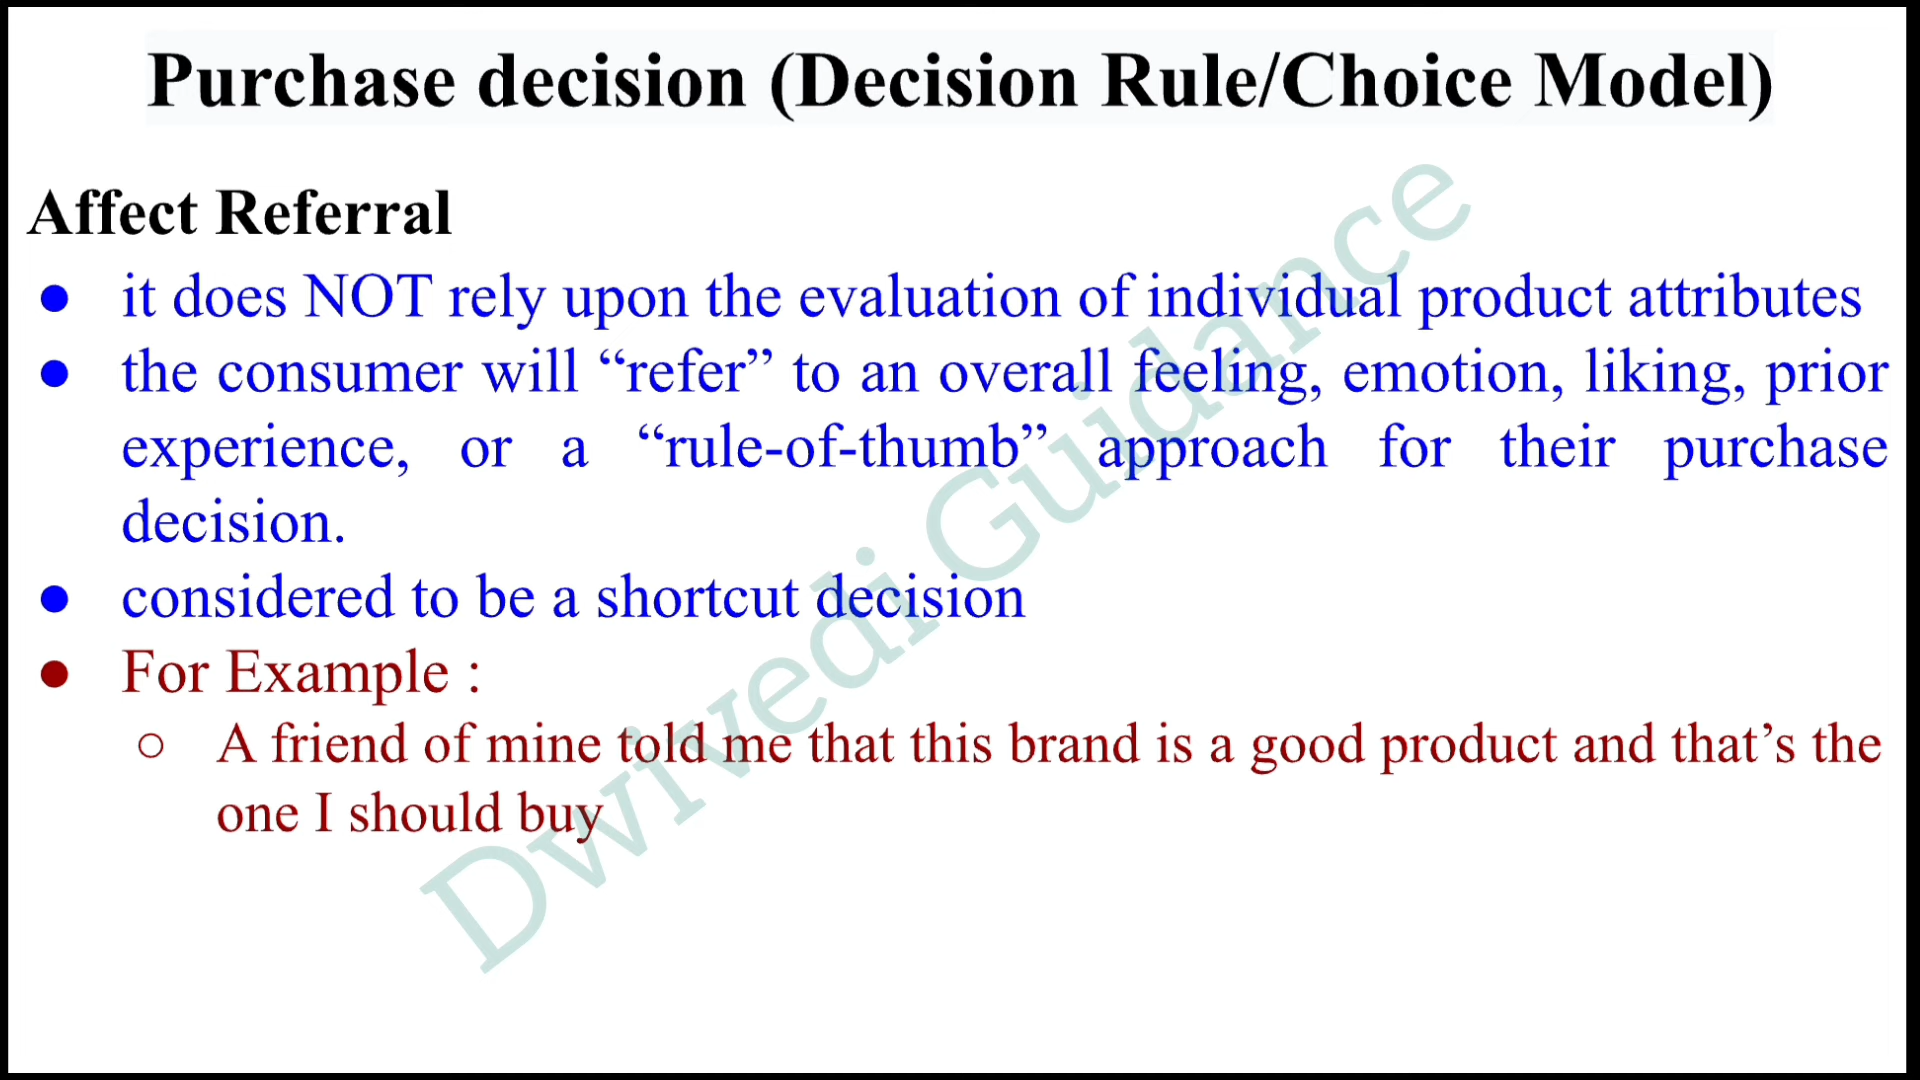 Purchase decision (Decision Rule/Choice Model)
Affect Referral
● it does NOT rely upon the evaluation of individual product attributes
● the consumer will “refer” to an overall feeling, emotion, liking, prior
experience, or a “rule-of-thumb” approach for their purchase
decision.
● considered to be a shortcut decision
● For Example :
○ A friend of mine told me that this brand is a good product and that’s the
one I should buy
Dwivedi Guidance